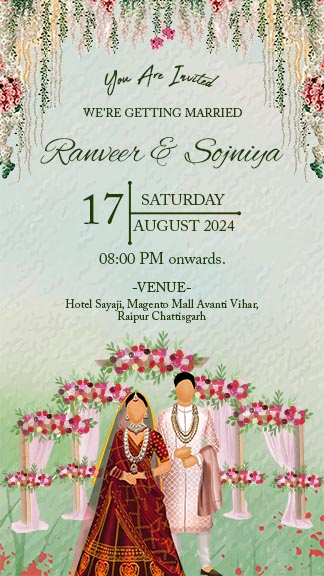 You Are Invited
WE'RE GETTING MARRIED
Ranveer & Sojniya
17
SATURDAY
AUGUST 2024
08:00 PM onwards.
-VENUE-
Hotel Sayaji, Magento Mall Avanti Vihar,
Raipur Chattisgarh